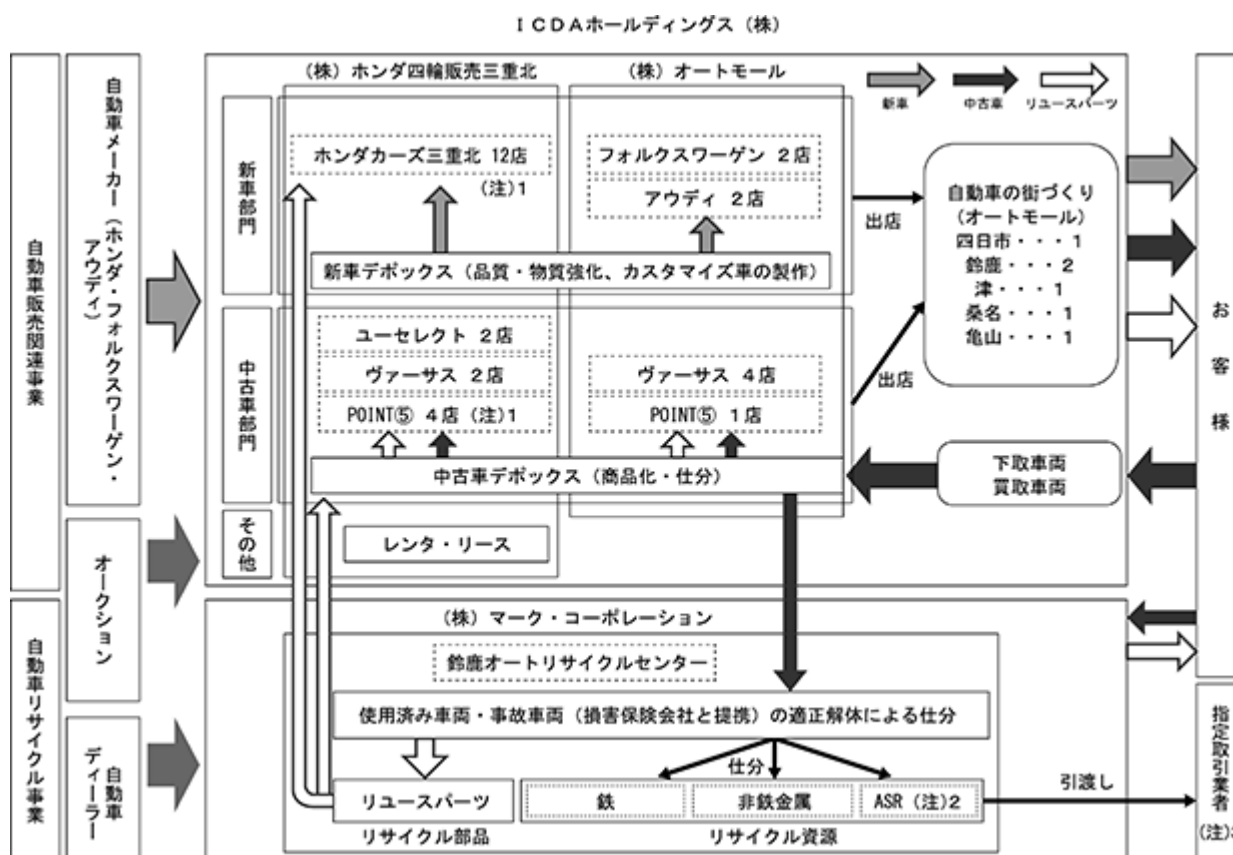 ＩＣＤＡホールディングス（株）
自動車販売関連事業
自動車リサイクル事業
自動車メーカー（ホンダ・フォルクスワーゲン・
アウディ）
オークション
自動車
ディーラー
（株）ホンダ四輪販売三重北
（株）オートモール
新車
中古車
リユースパーツ
新車部門
ホンダカーズ三重北 12店
（注）1
フォルクスワーゲン 2店
アウディ 2店
新車デポックス（品質・物質強化、カスタマイズ車の製作）
出店
自動車の街づくり
（オートモール）
四日市・・・1
鈴鹿・・・2
津・・・1
桑名・・・1
亀山・・・1
中古車部門
ユーセレクト 2店
ヴァーサス 2店
POINT⑤ 4店（注）1
ヴァーサス 4店
POINT⑤ 1店
出店
中古車デポックス（商品化・仕分）
下取車両
買取車両
その他
レンタ・リース
お客様
（株）マーク・コーポレーション
鈴鹿オートリサイクルセンター
使用済み車両・事故車両（損害保険会社と提携）の適正解体による仕分
仕分
リユースパーツ
鉄
非鉄金属
ASR（注）2
リサイクル部品
リサイクル資源
引渡し
指定取引業者
（注）3